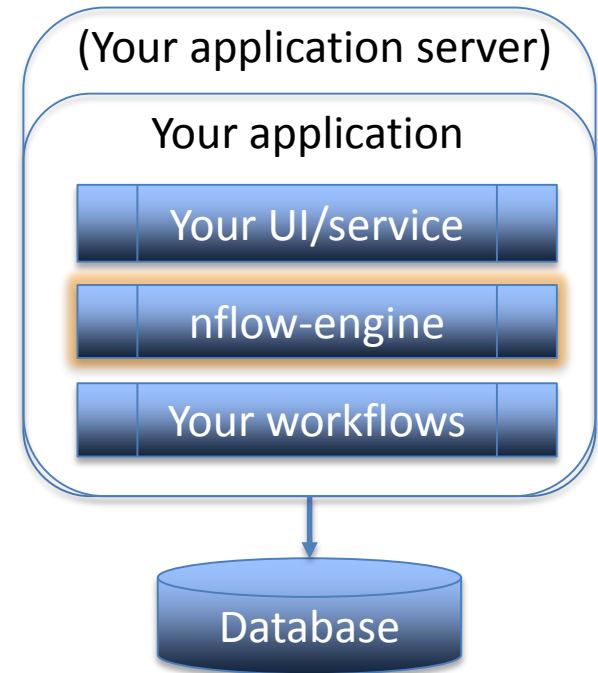 (Your application server)
Your application
Your UI/service
nflow-engine
Your workflows
Database